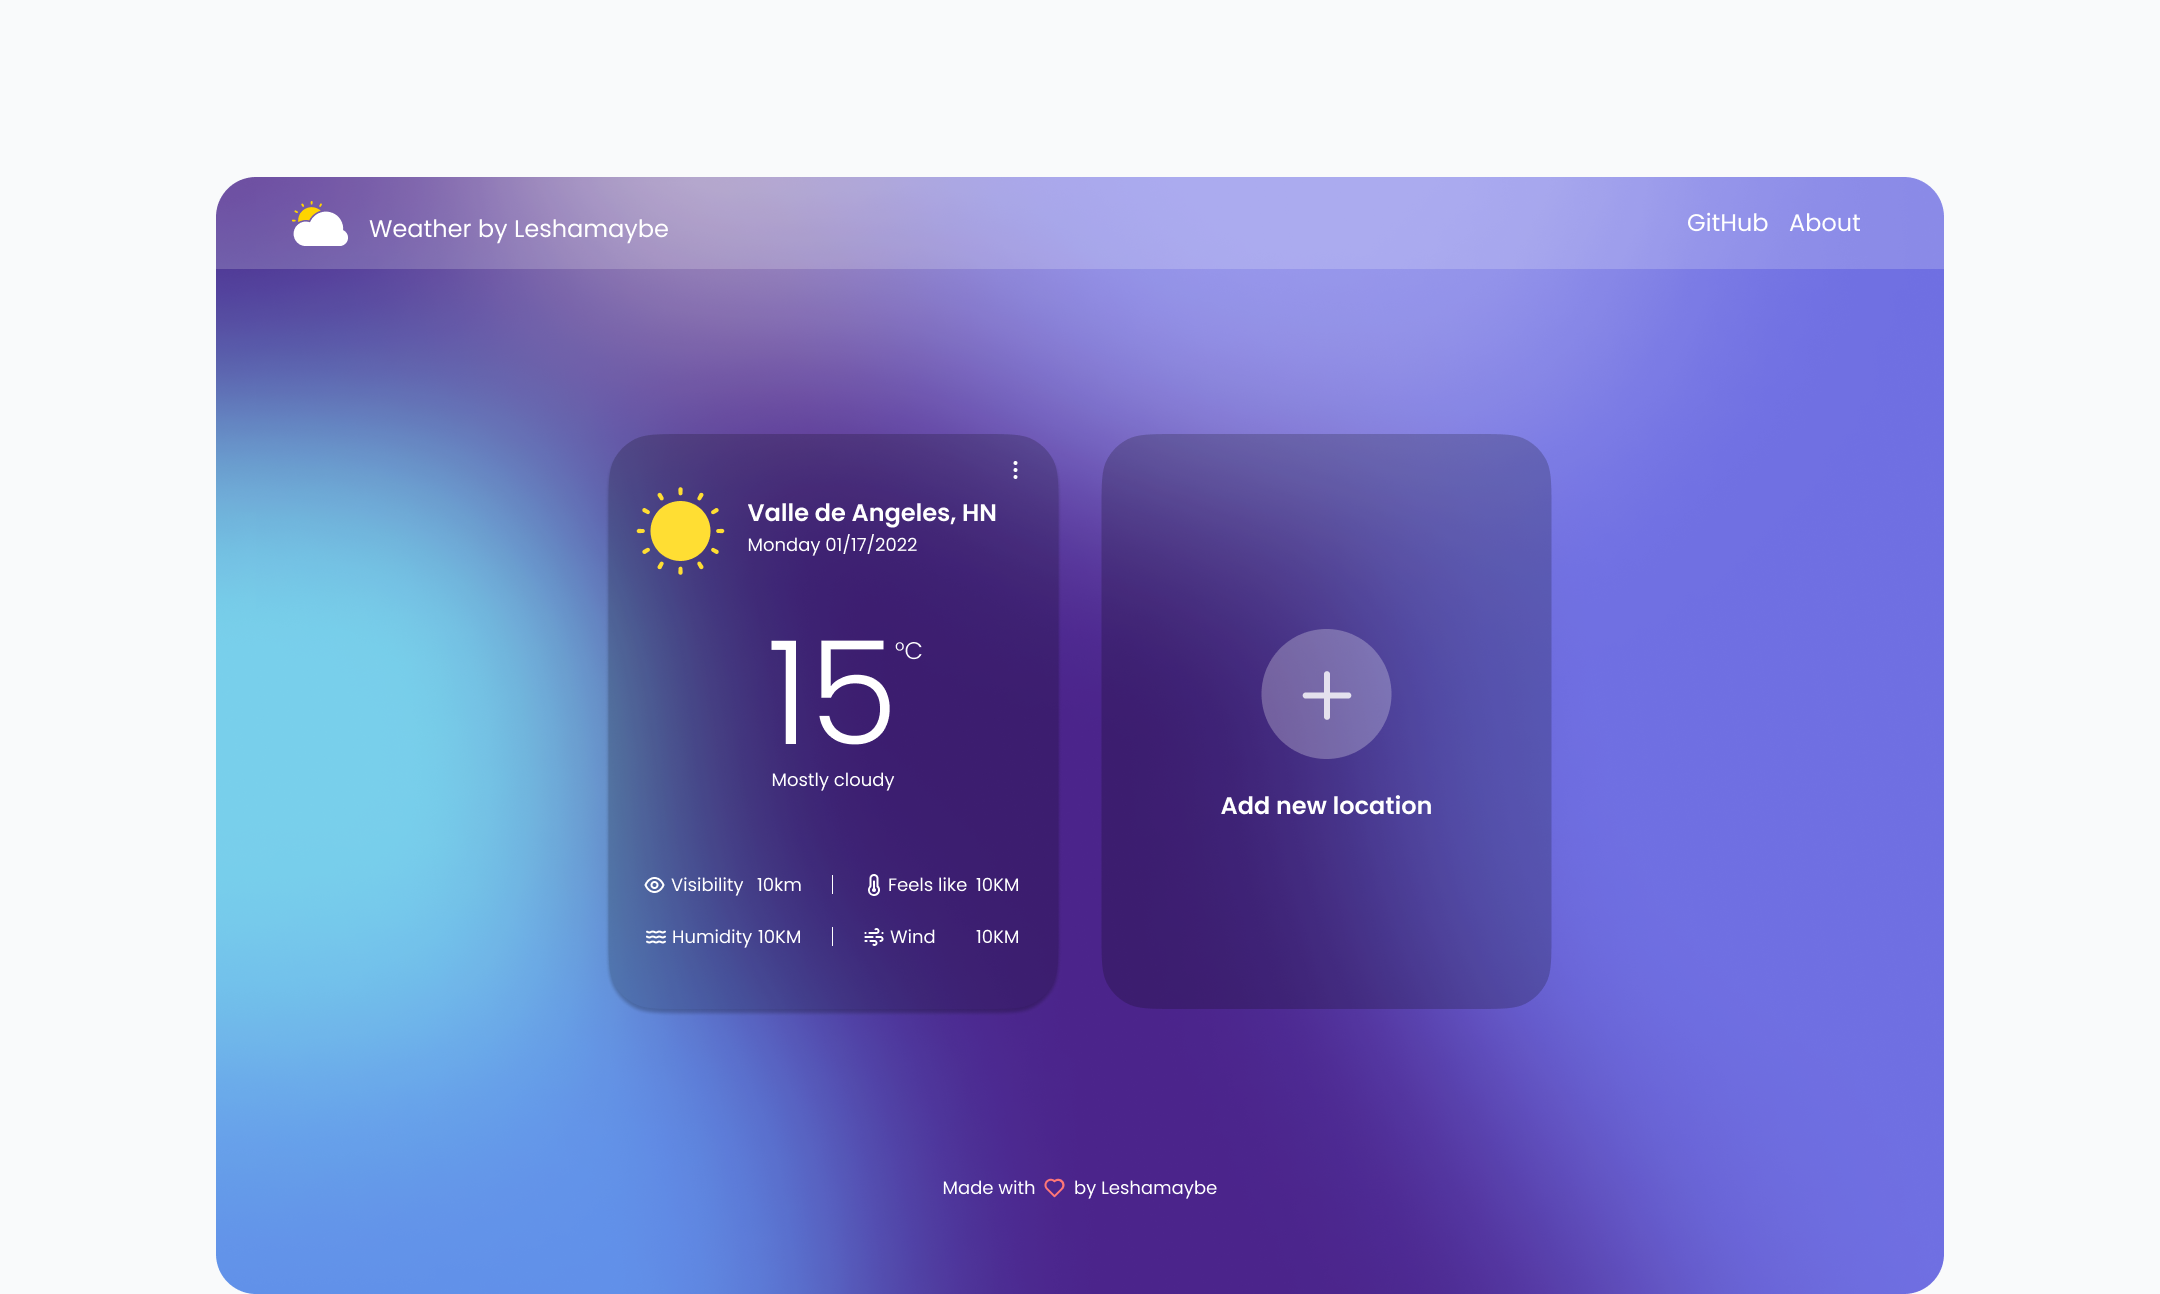 Weather by Leshamaybe
GitHub About
Valle de Angeles, HN
Monday 01/17/2022
15 °C
Mostly cloudy
Visibility 10km | Feels like 10KM
Humidity 10KM | Wind 10KM
Add new location
Made with by Leshamaybe